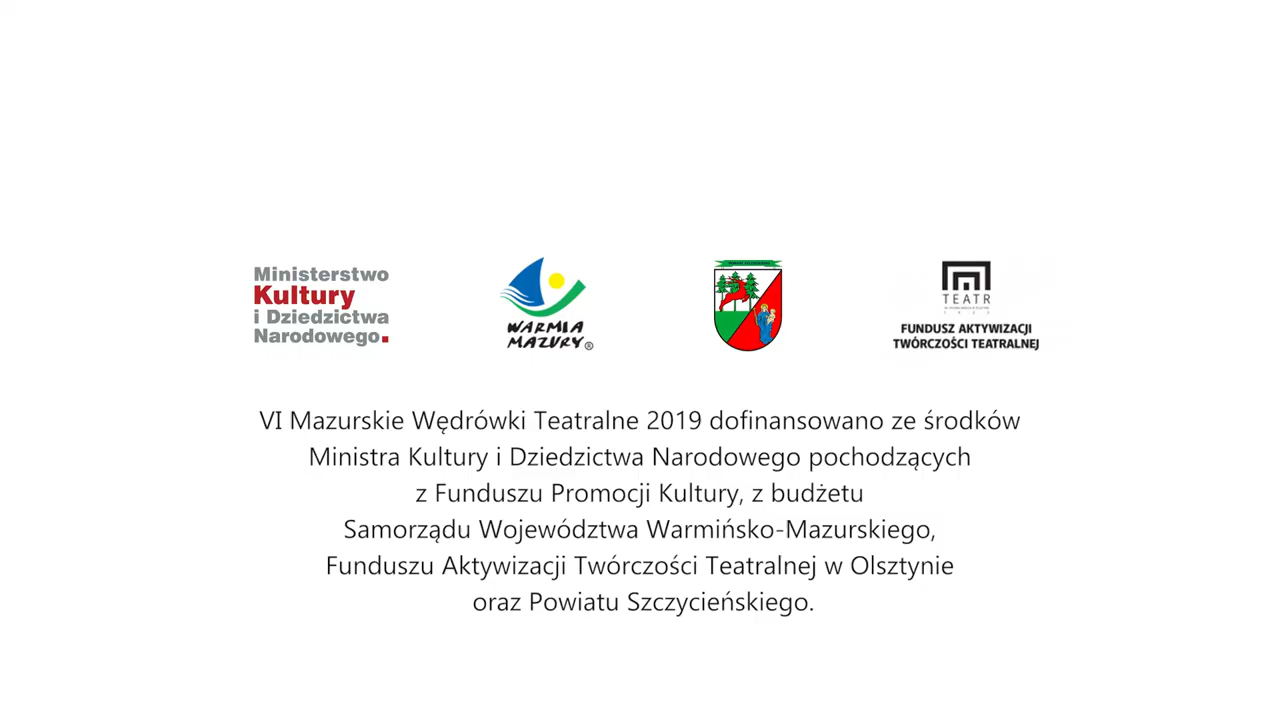 Ministerstwo
Kultury
i Dziedzictwa
Narodowego
WARMIA
MAZURY®
TEATR
FUNDUSZ AKTYWIZACJI
TWÓRCZOŚCI TEATRALNEJ
VI Mazurskie Wędrówki Teatralne 2019 dofinansowano ze środków
Ministra Kultury i Dziedzictwa Narodowego pochodzących
z Funduszu Promocji Kultury, z budżetu
Samorządu Województwa Warmińsko-Mazurskiego,
Funduszu Aktywizacji Twórczości Teatralnej w Olsztynie
oraz Powiatu Szczycieńskiego.